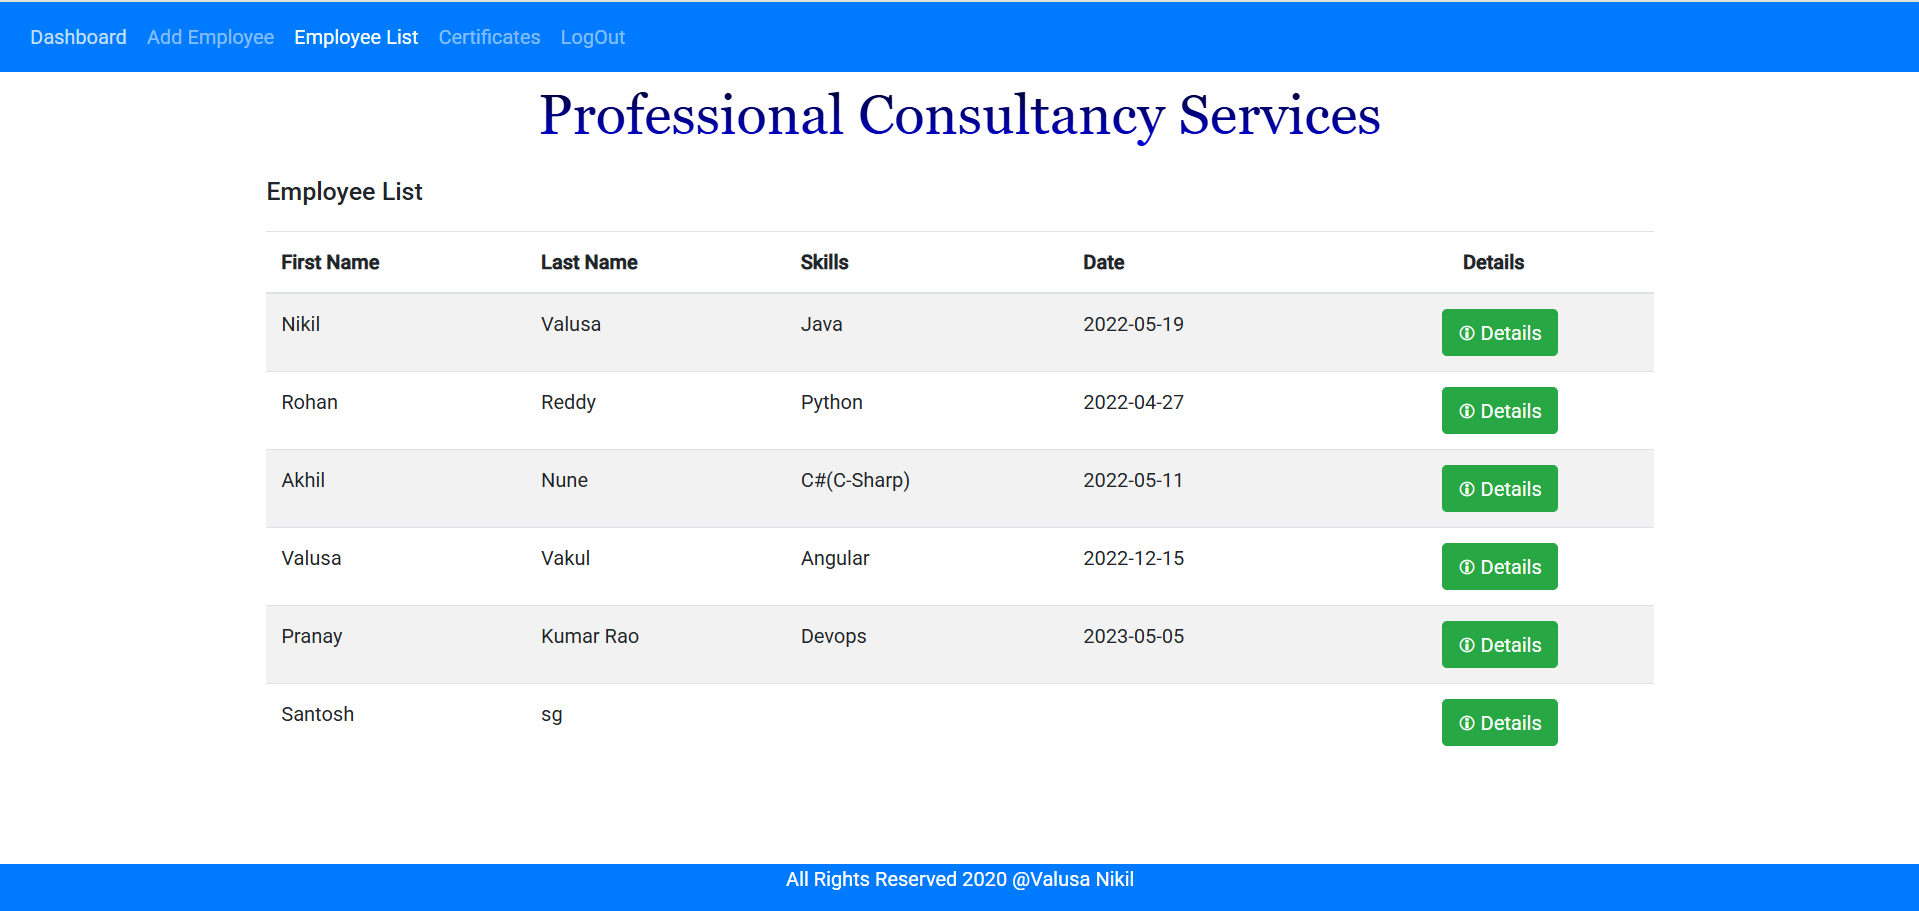 Dashboard Add Employee Employee List Certificates LogOut
Professional Consultancy Services
Employee List
First Name Last Name Skills Date Details
Nikil Valusa Java 2022-05-19 Details
Rohan Reddy Python 2022-04-27 Details
Akhil Nune C#(C-Sharp) 2022-05-11 Details
Valusa Vakul Angular 2022-12-15 Details
Pranay Kumar Rao Devops 2023-05-05 Details
Santosh sg Details
All Rights Reserved 2020 @Valusa Nikil